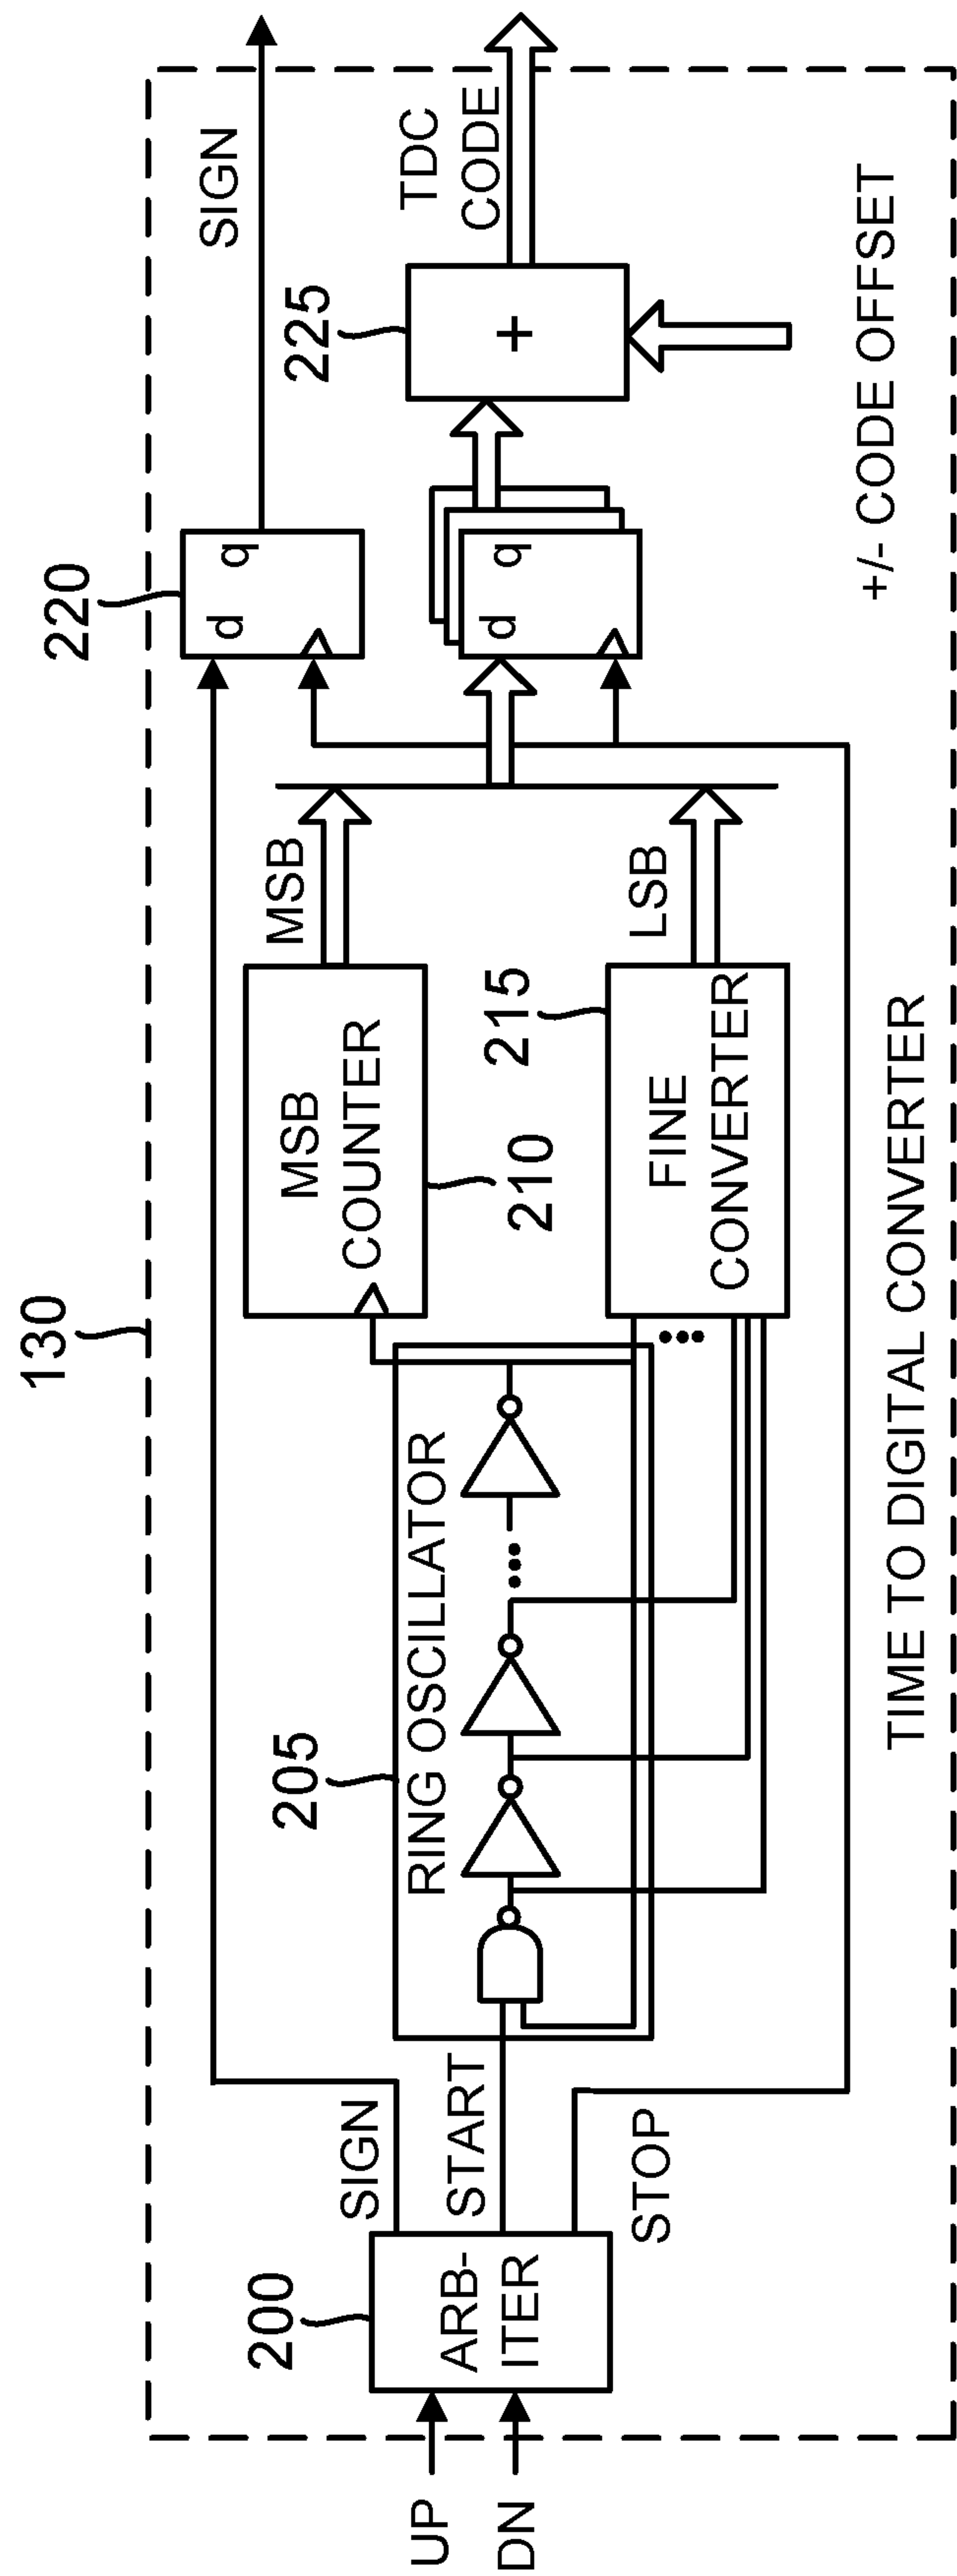 130
UP
DN
200
ARB-
ITER
SIGN
START
STOP
205
RING OSCILLATOR
MSB
COUNTER
210
FINE
CONVERTER
215
MSB
LSB
220
d q
d q
225
+
SIGN
TDC
CODE
+/- CODE OFFSET
TIME TO DIGITAL CONVERTER